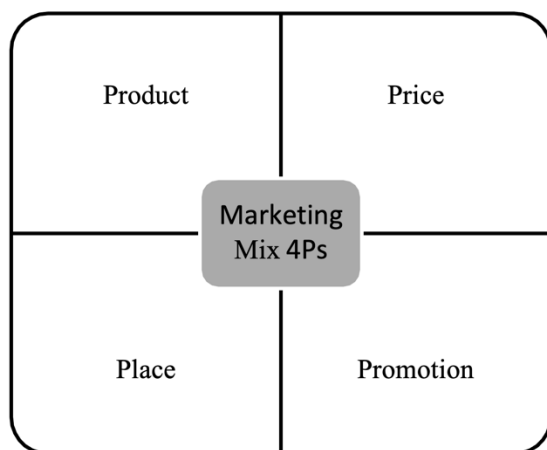 Product
Price
Marketing
Mix 4Ps
Place
Promotion